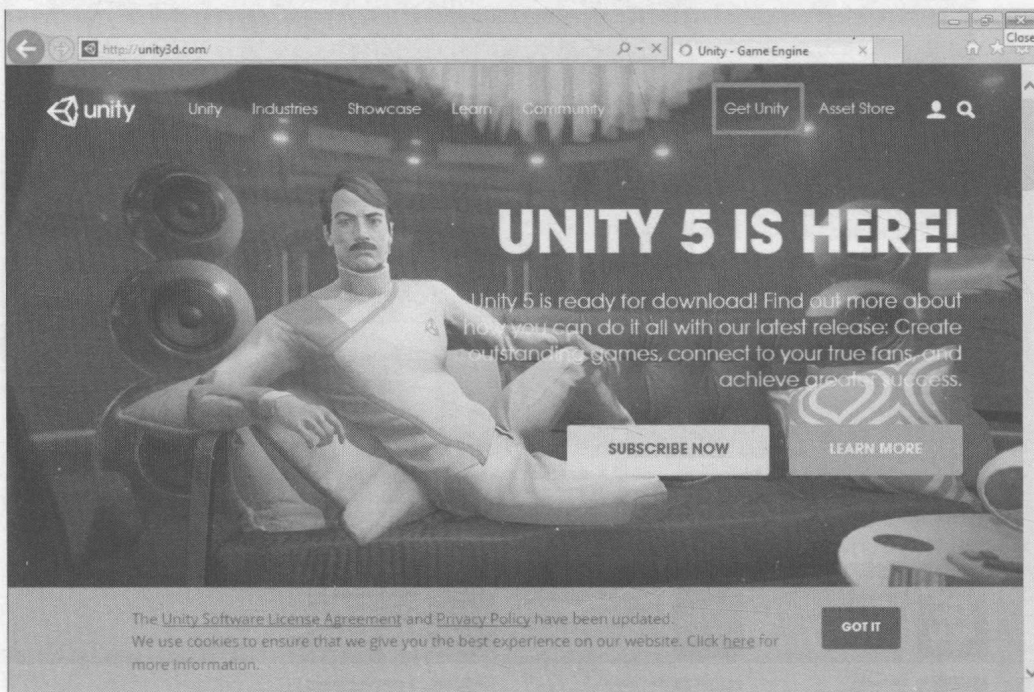 Close
http://unity3d.com/
Unity - Game Engine
unity
Unity Industries Showcase Learn Community Get Unity Asset Store
UNITY 5 IS HERE!
Unity 5 is ready for download! Find out more about
how you can do it all with our latest release: Create
outstanding games, connect to your true fans, and
achieve greater success.
SUBSCRIBE NOW LEARN MORE
The Unity Software License Agreement and Privacy Policy have been updated.
We use cookies to ensure that we give you the best experience on our website. Click here for
more information.
GOT IT